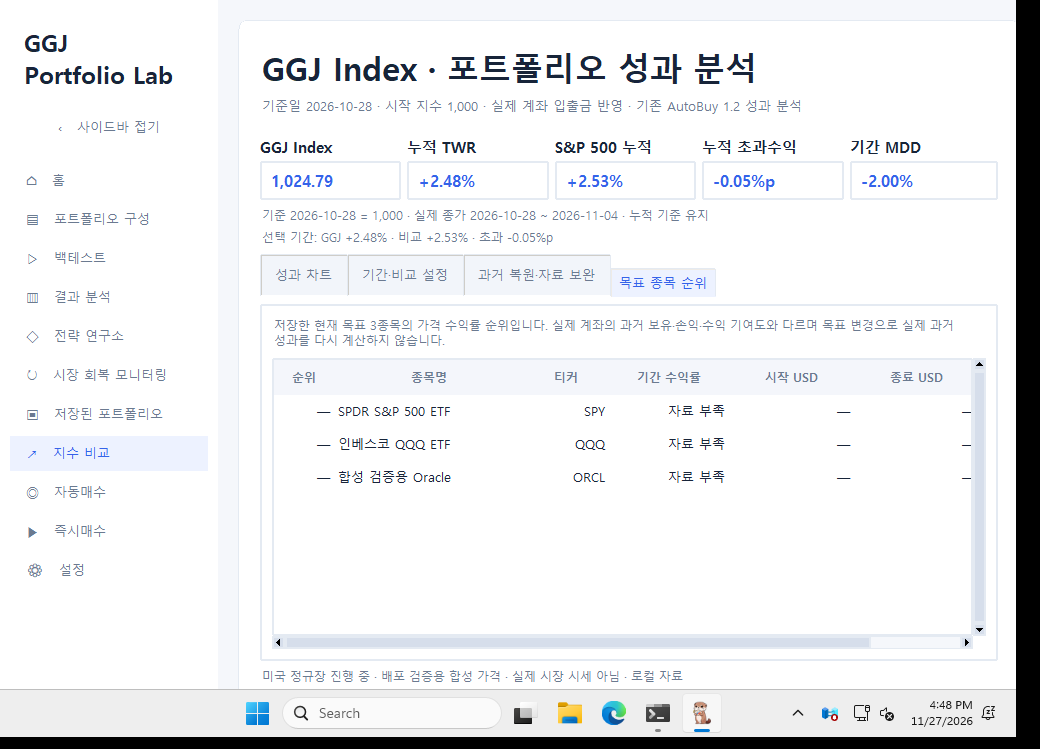 GGJ
Portfolio Lab
‹ 사이드바 접기
홈
포트폴리오 구성
백테스트
결과 분석
전략 연구소
시장 회복 모니터링
저장된 포트폴리오
지수 비교
자동매수
즉시매수
설정
GGJ Index · 포트폴리오 성과 분석
기준일 2026-10-28 · 시작 지수 1,000 · 실제 계좌 입출금 반영 · 기존 AutoBuy 1.2 성과 분석
GGJ Index 누적 TWR S&P 500 누적 누적 초과수익 기간 MDD
1,024.79 +2.48% +2.53% -0.05%p -2.00%
기준 2026-10-28 = 1,000 · 실제 종가 2026-10-28 ~ 2026-11-04 · 누적 기준 유지
선택 기간: GGJ +2.48% · 비교 +2.53% · 초과 -0.05%p
성과 차트 기간·비교 설정 과거 복원·자료 보완 목표 종목 순위
저장한 현재 목표 3종목의 가격 수익률 순위입니다. 실제 계좌의 과거 보유·손익·수익 기여도와 다르며 목표 변경으로 실제 과거
성과를 다시 계산하지 않습니다.
순위 종목명 티커 기간 수익률 시작 USD 종료 USD
— SPDR S&P 500 ETF SPY 자료 부족 — —
— 인베스코 QQQ ETF QQQ 자료 부족 — —
— 합성 검증용 Oracle ORCL 자료 부족 — —
미국 정규장 진행 중 · 배포 검증용 합성 가격 · 실제 시장 시세 아님 · 로컬 자료
Search
4:48 PM
11/27/2026